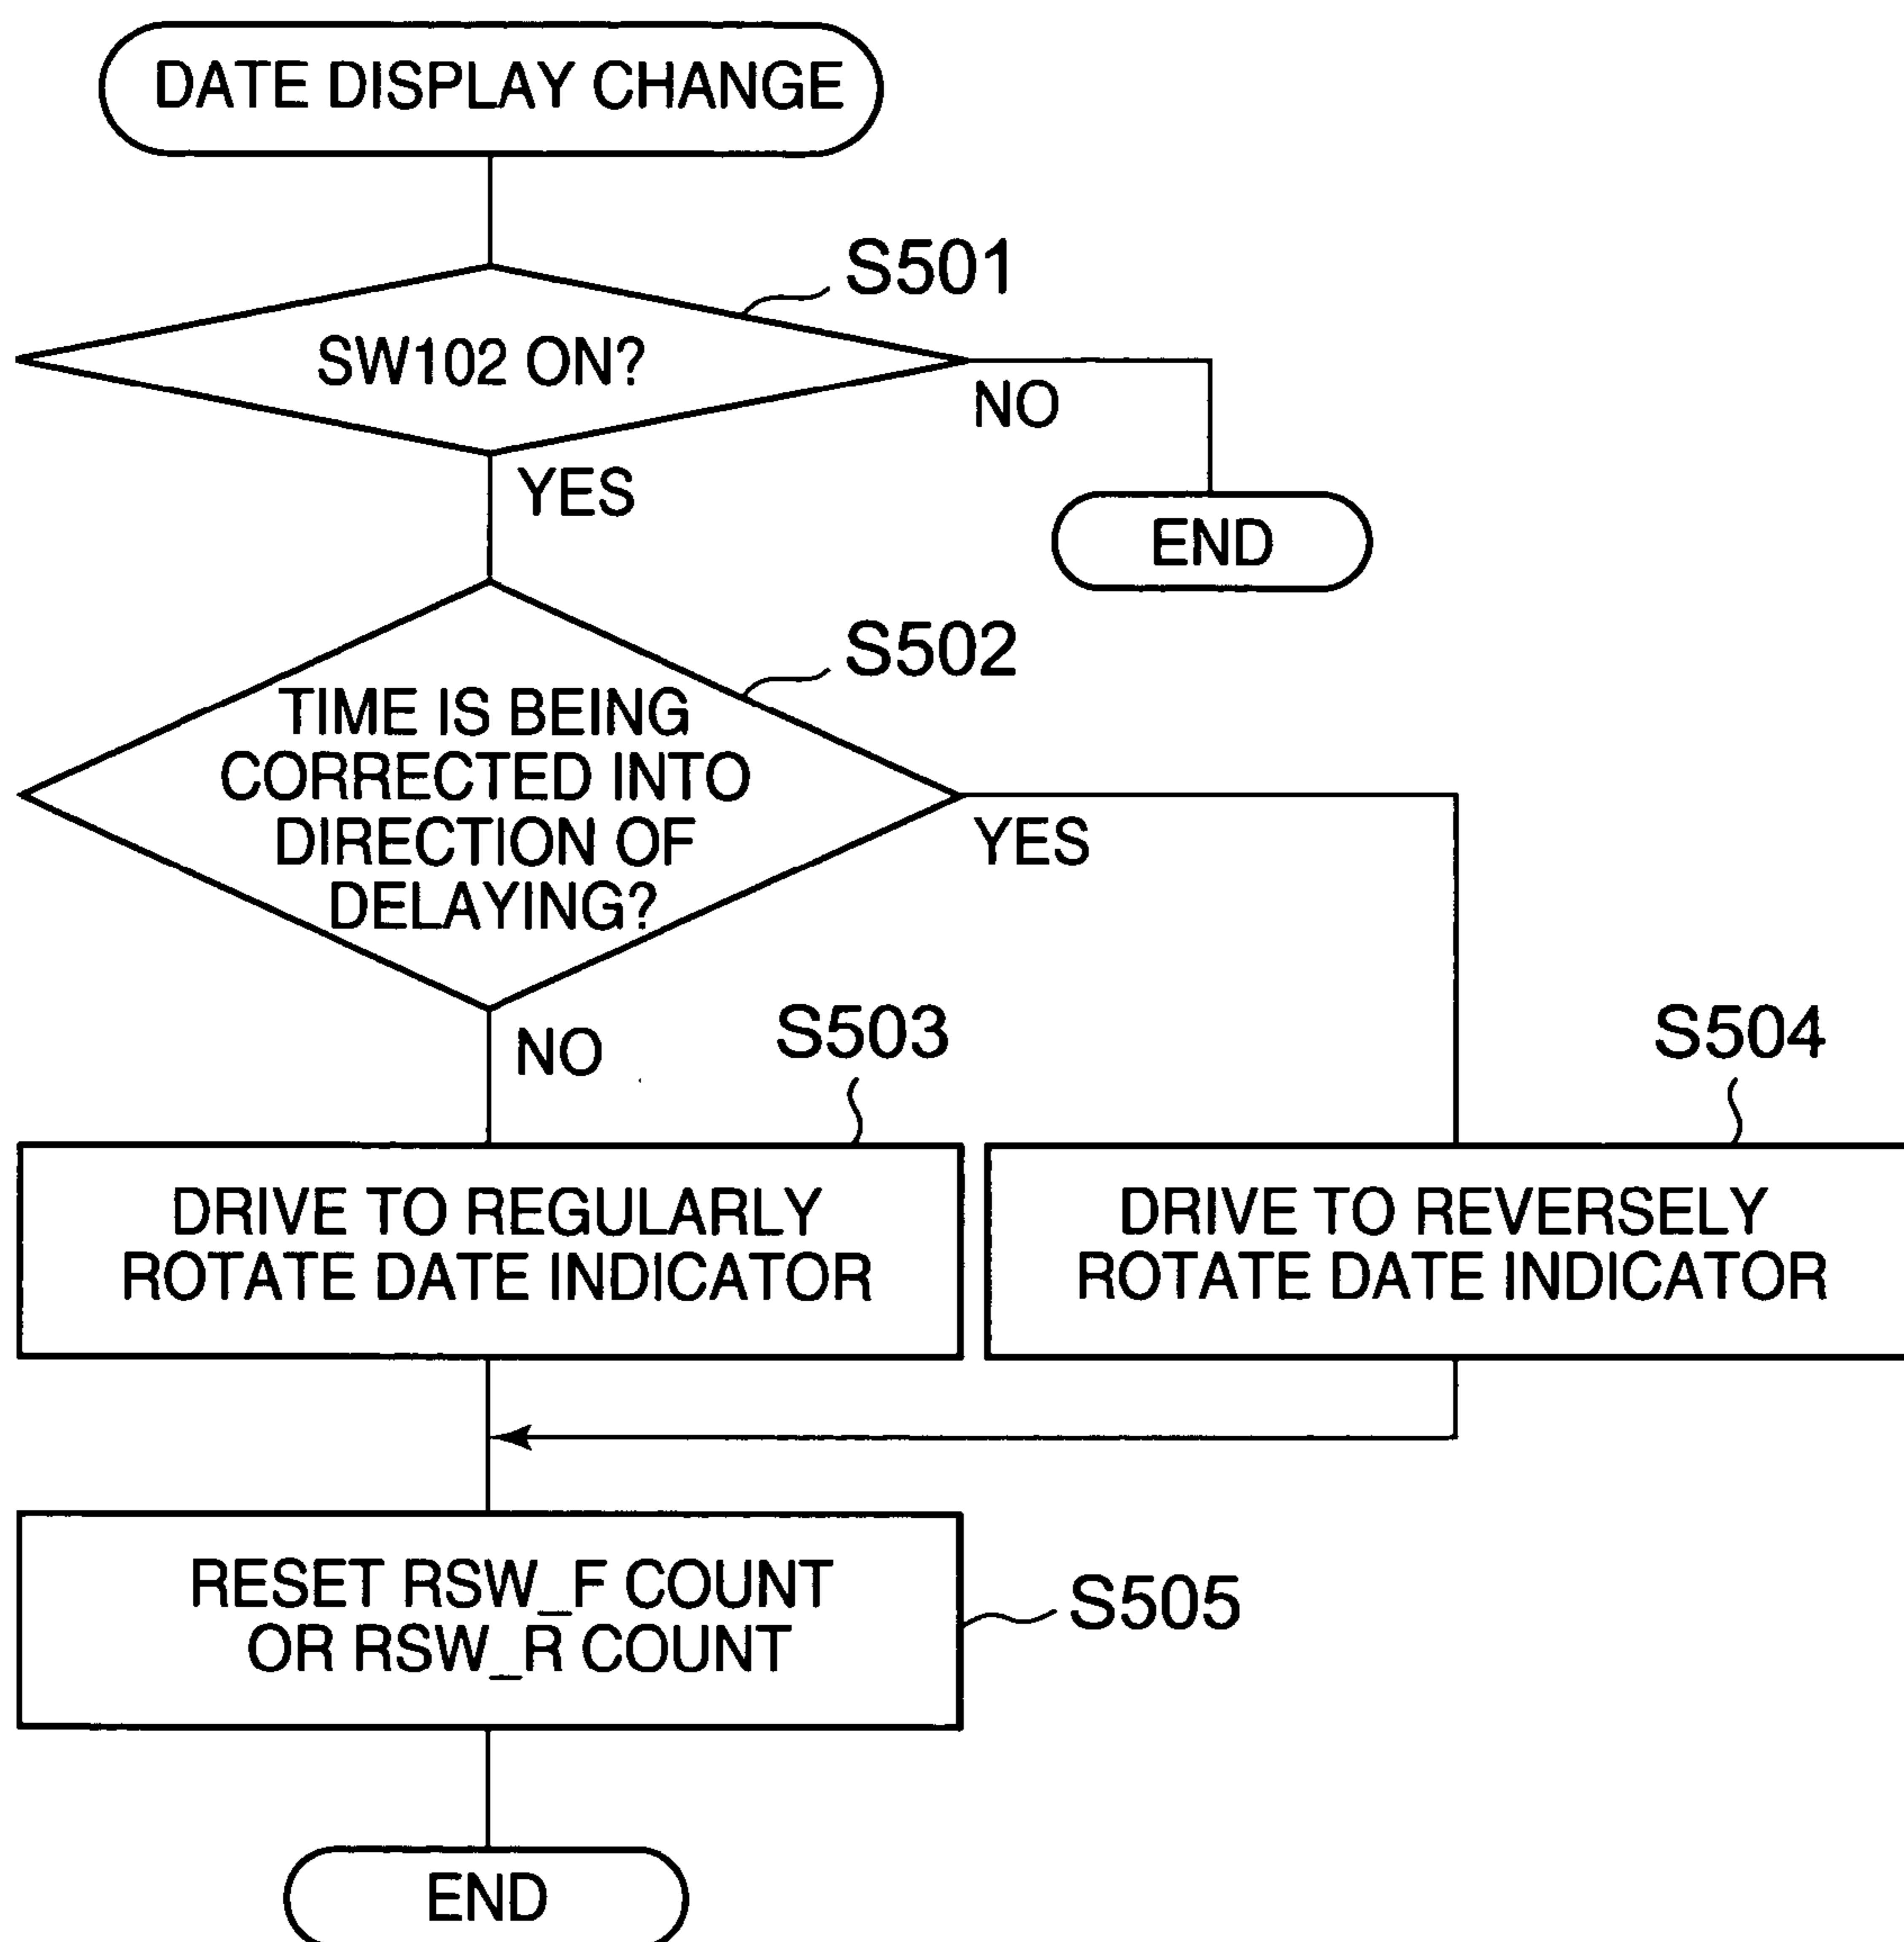 DATE DISPLAY CHANGE
S501
SW102 ON?
NO
YES
END
S502
TIME IS BEING
CORRECTED INTO
DIRECTION OF
DELAYING?
YES
NO
S503
S504
DRIVE TO REGULARLY
ROTATE DATE INDICATOR
DRIVE TO REVERSELY
ROTATE DATE INDICATOR
RESET RSW_F COUNT
OR RSW_R COUNT
S505
END